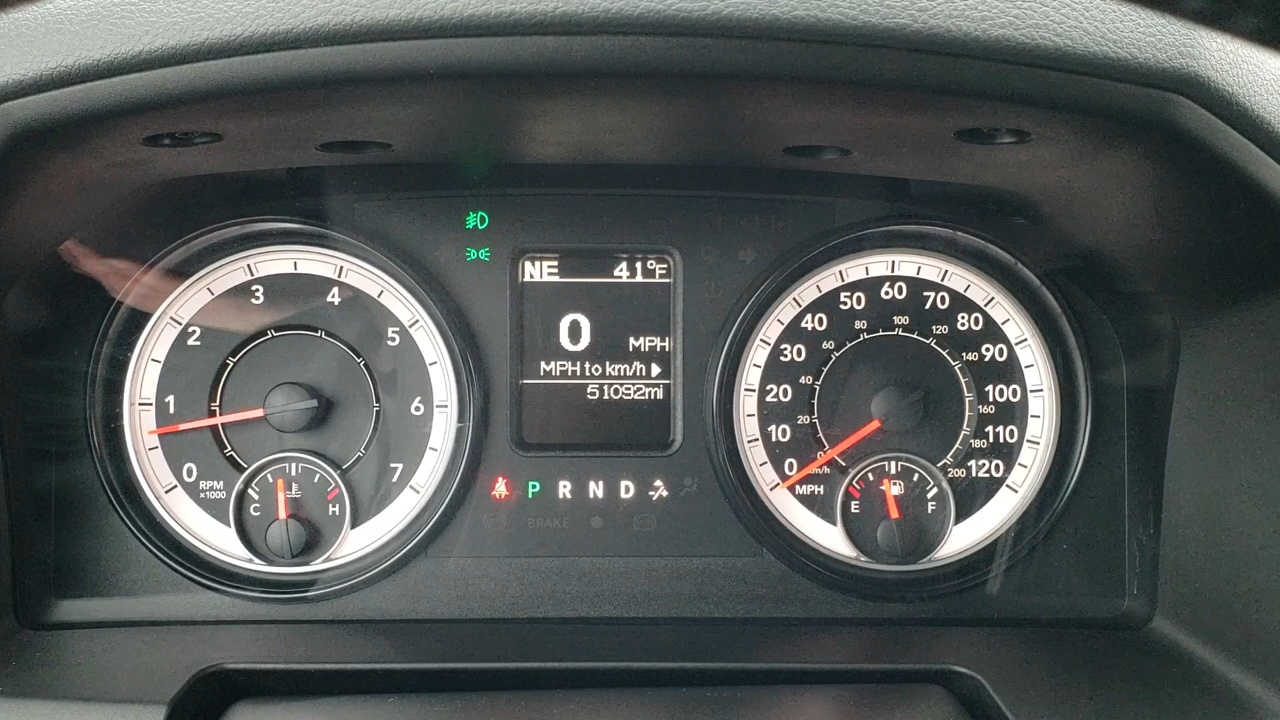 NE 41°F
0 MPH
MPH to km/h
51092mi
0 1 2 3 4 5 6 7
RPM
x1000
C H
P R N D
BRAKE
0 10 20 30 40 50 60 70 80 90 100 110 120
MPH
0 20 40 60 80 100 120 140 160 180 200
km/h
E F